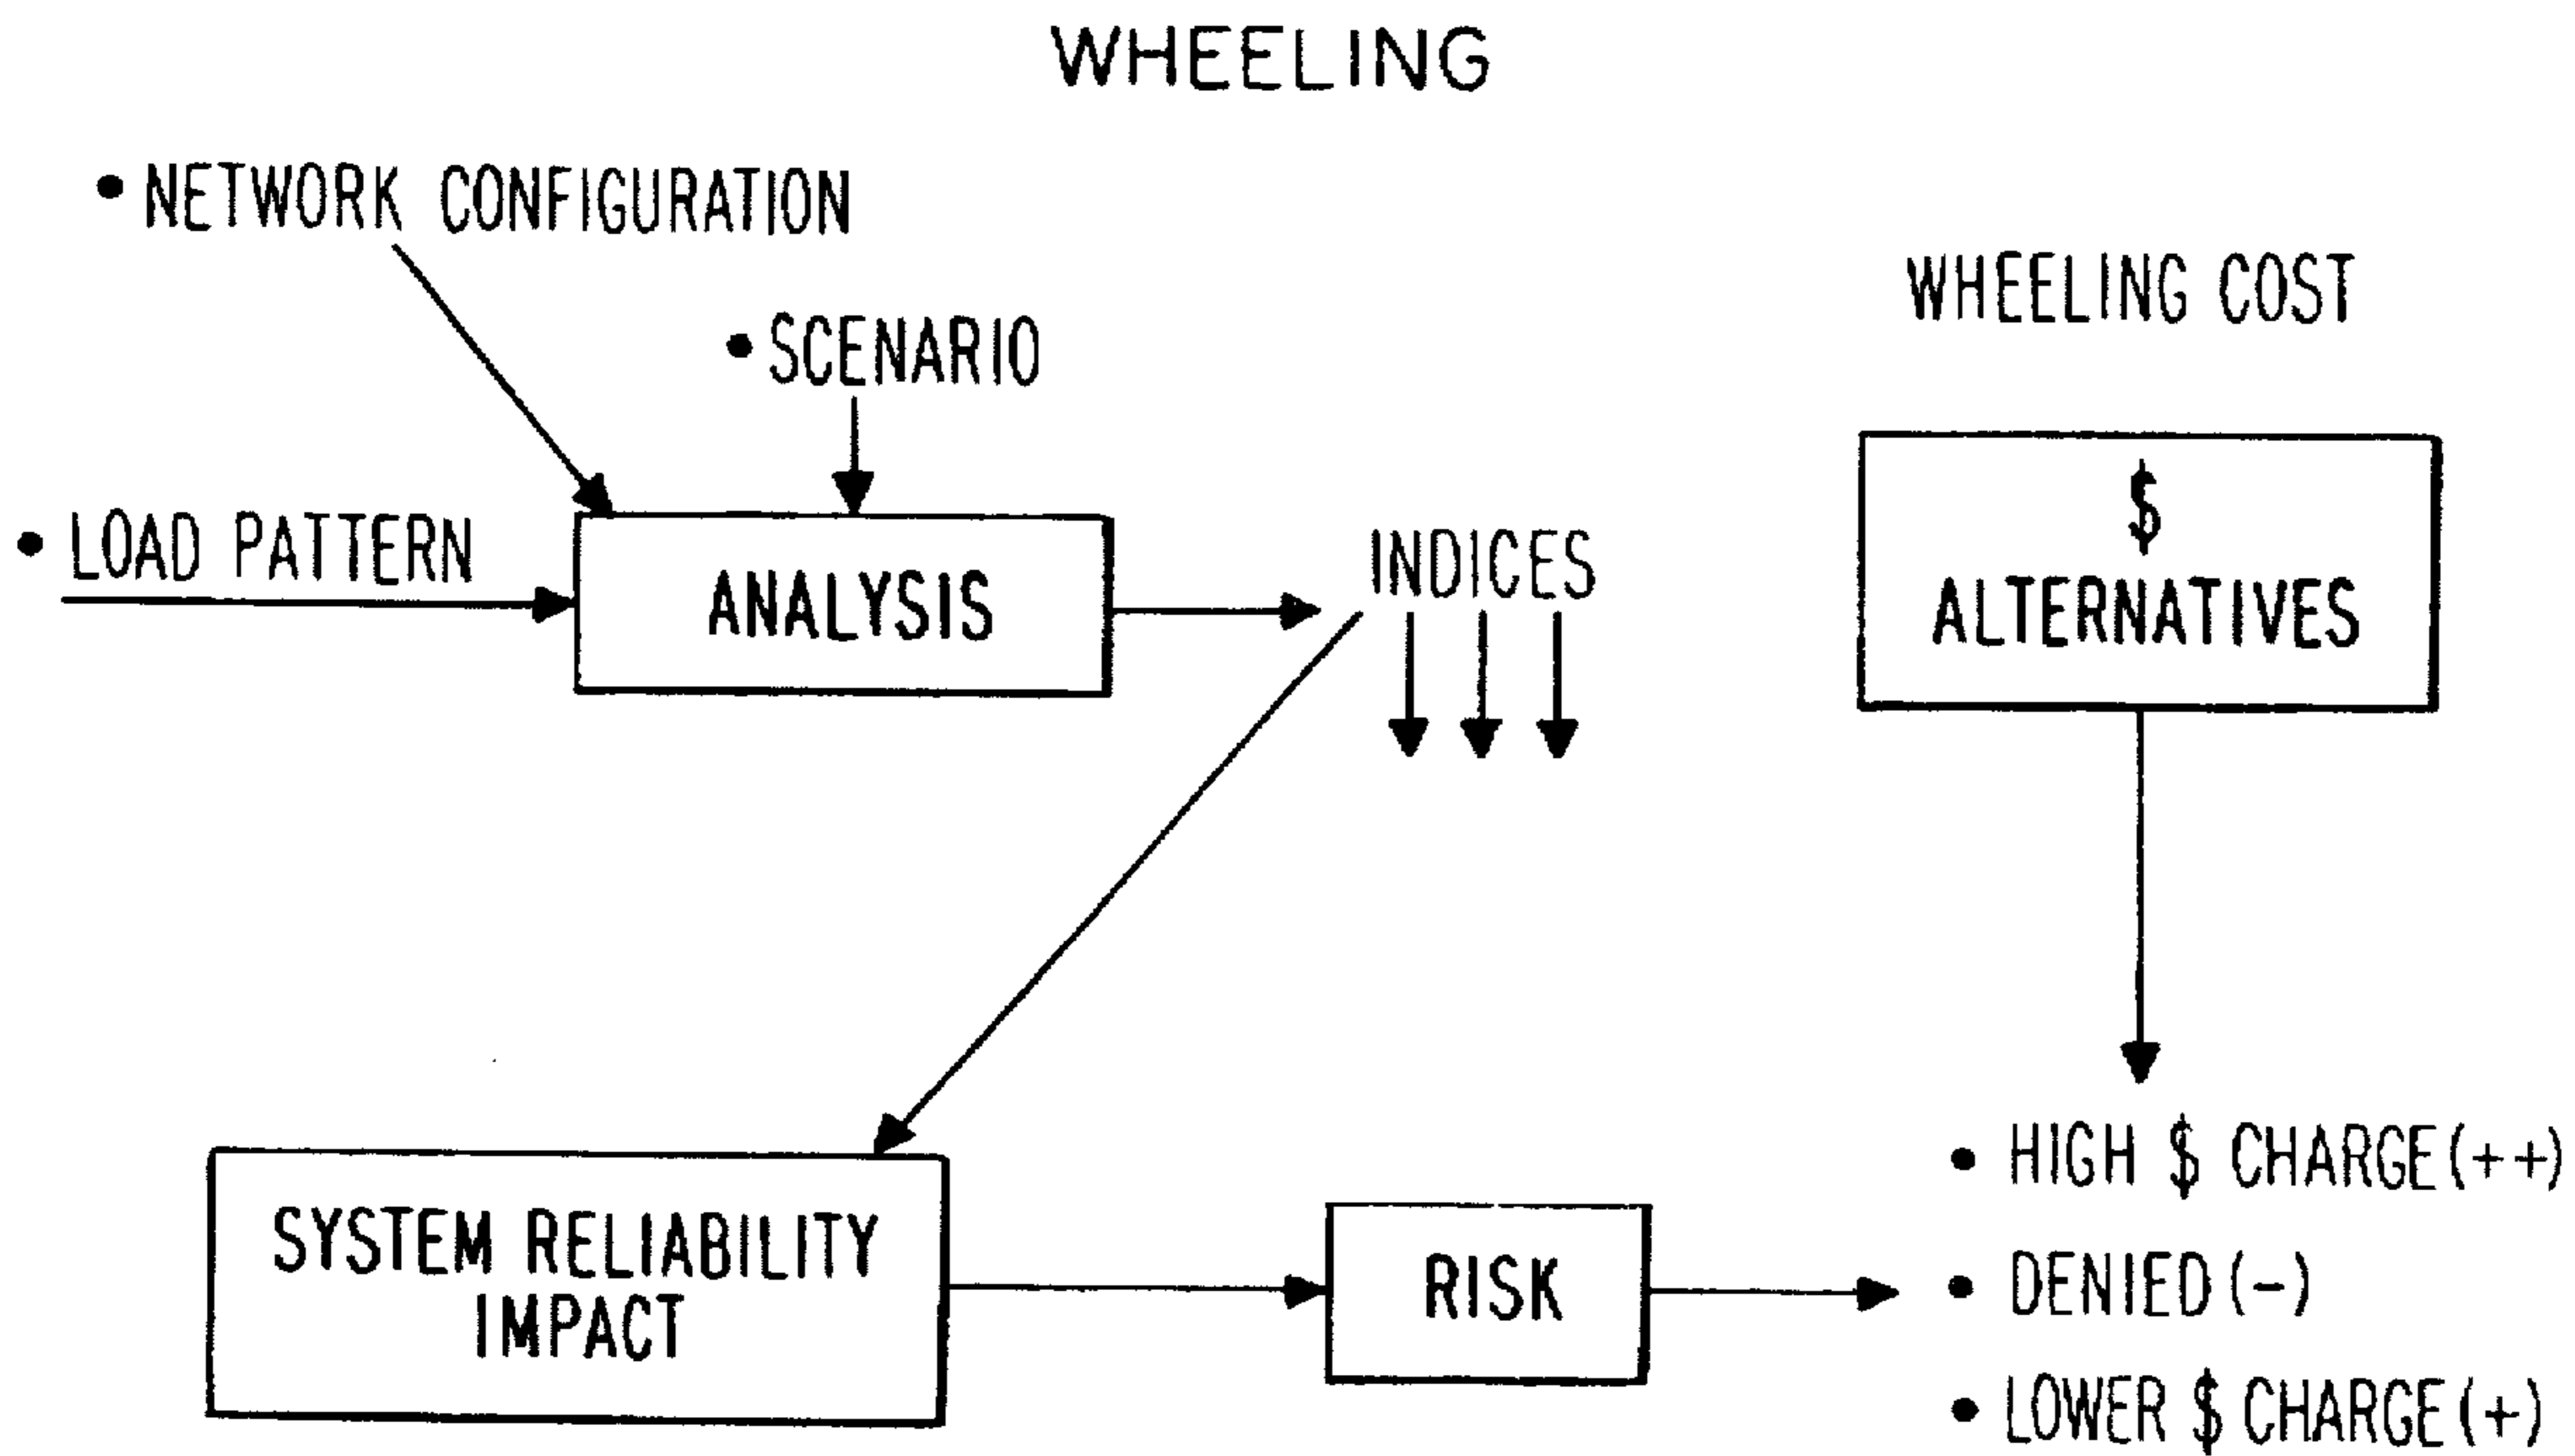 WHEELING
• NETWORK CONFIGURATION
• SCENARIO
WHEELING COST
• LOAD PATTERN
ANALYSIS
INDICES
$
ALTERNATIVES
SYSTEM RELIABILITY
IMPACT
RISK
• HIGH $ CHARGE (++)
• DENIED (-)
• LOWER $ CHARGE (+)